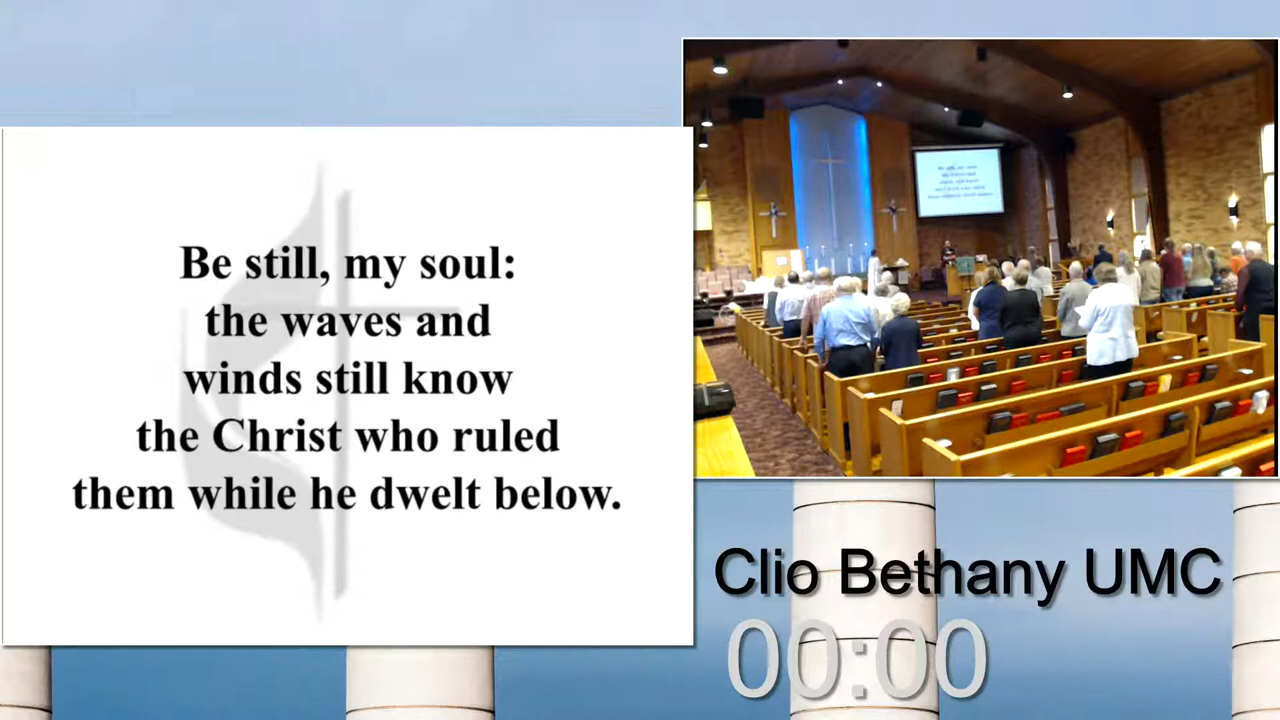 Be still, my soul:
the waves and
winds still know
the Christ who ruled
them while he dwelt below.
Clio Bethany UMC
00:00